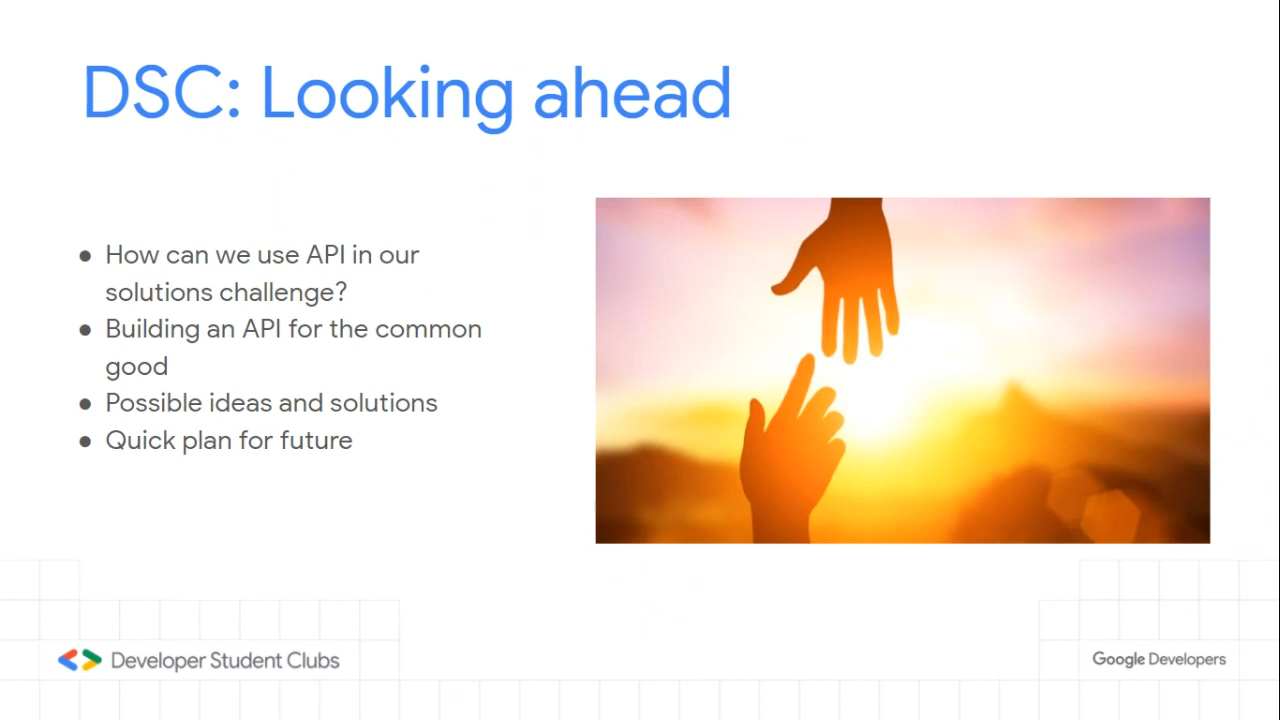 DSC: Looking ahead
● How can we use API in our
solutions challenge?
● Building an API for the common
good
● Possible ideas and solutions
● Quick plan for future
Developer Student Clubs
Google Developers